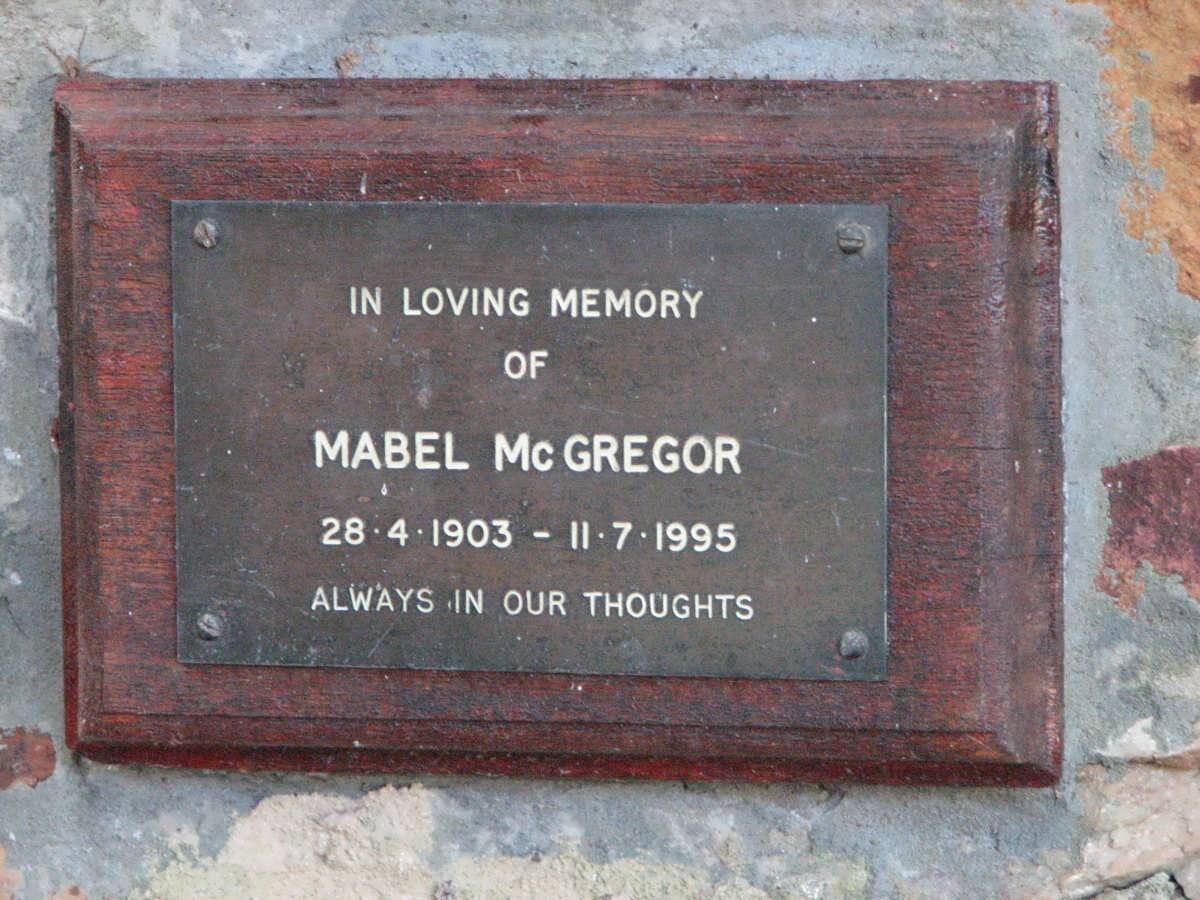 IN LOVING MEMORY
OF
MABEL McGREGOR
28·4·1903 - 11·7·1995
ALWAYS IN OUR THOUGHTS